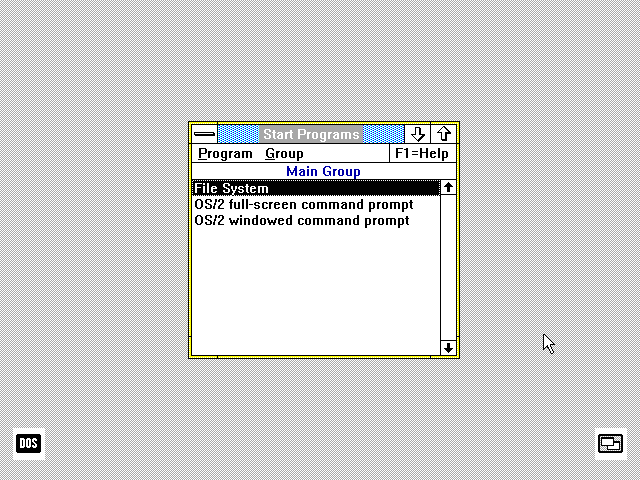 Start Programs
Program Group F1=Help
Main Group
File System
OS/2 full-screen command prompt
OS/2 windowed command prompt
DOS